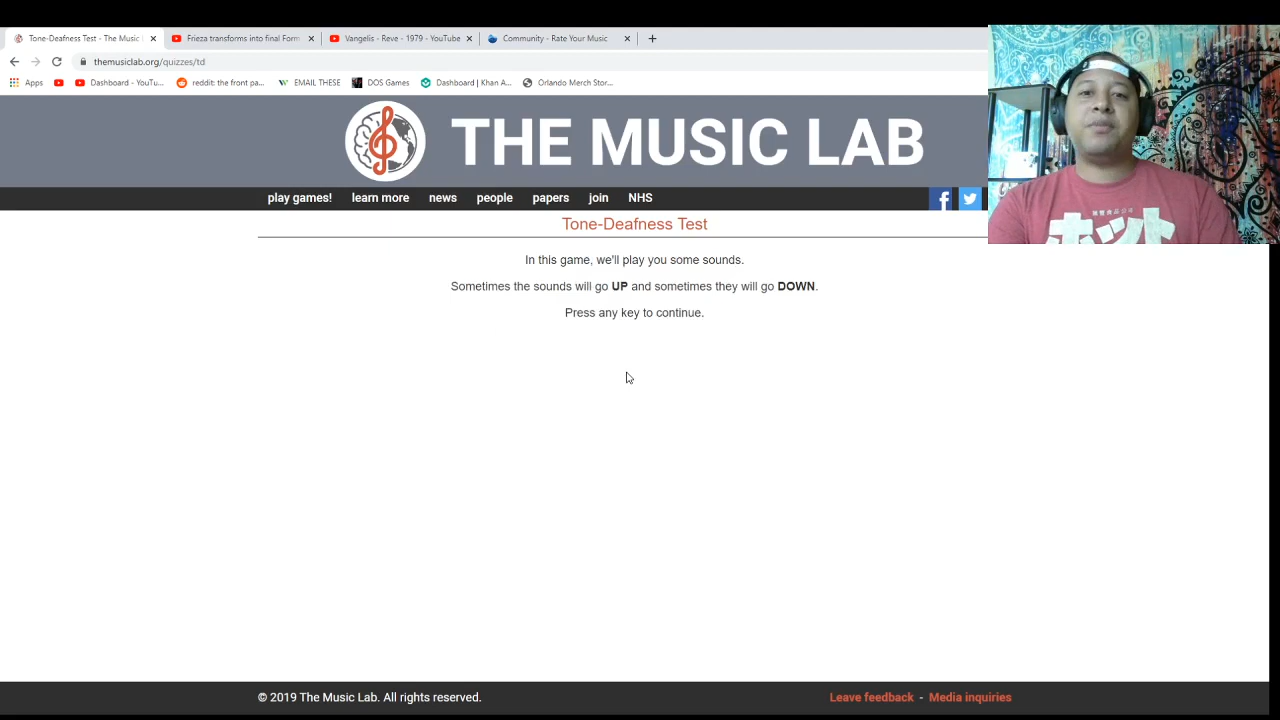 Tone-Deafness Test - The Music
Frieza transforms into final Form
Vangelis - Reve - 1979 - YouTube
Community - Rate Your Music
themusiclab.org/quizzes/td
Apps
Dashboard - YouTu...
reddit: the front pa...
EMAIL THESE
DOS Games
Dashboard | Khan A...
Orlando Merch Stor...
THE MUSIC LAB
play games!
learn more
news
people
papers
join
NHS
Tone-Deafness Test
In this game, we'll play you some sounds.
Sometimes the sounds will go UP and sometimes they will go DOWN.
Press any key to continue.
© 2019 The Music Lab. All rights reserved.
Leave feedback - Media inquiries